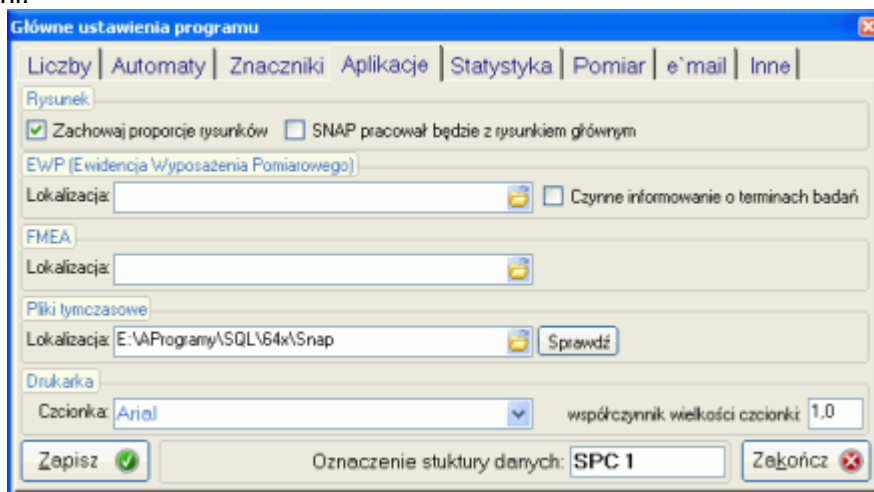 Główne ustawienia programu
Liczby Automaty Znaczniki Aplikacje Statystyka Pomiar e`mail Inne
Rysunek
Zachowaj proporcje rysunków SNAP pracował będzie z rysunkiem głównym
EWP (Ewidencja Wyposażenia Pomiarowego)
Lokalizacja: Czynne informowanie o terminach badań
FMEA
Lokalizacja:
Pliki tymczasowe
Lokalizacja: E:\AProgramy\SQL\64x\Snap Sprawdź
Drukarka
Czcionka: Arial współczynnik wielkości czcionki: 1,0
Zapisz Oznaczenie stuktury danych: SPC 1 Zakończ